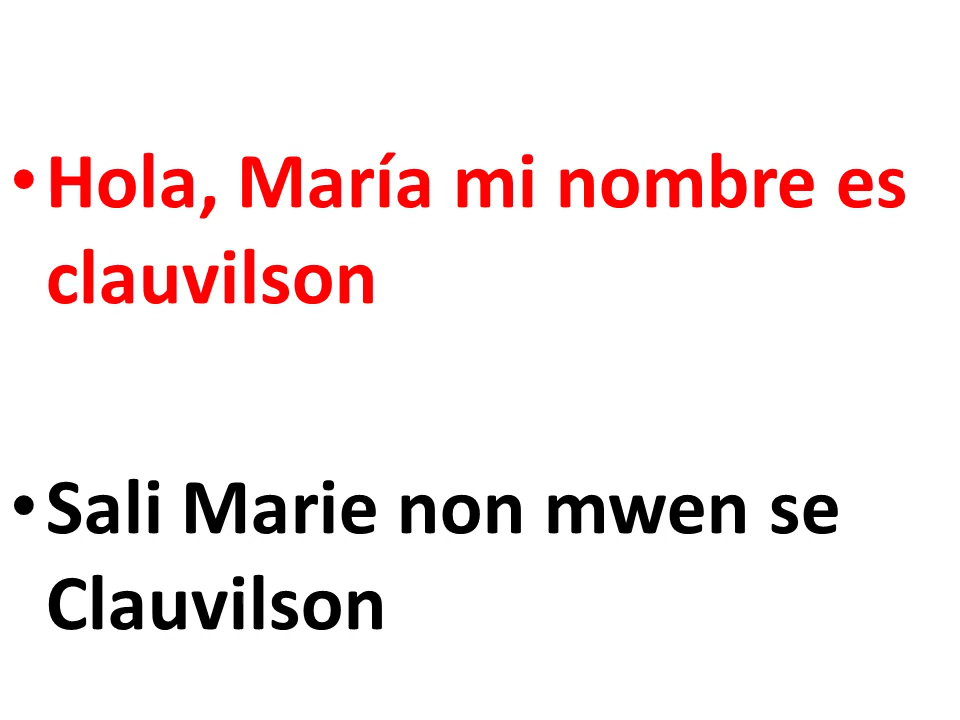 • Hola, María mi nombre es
clauvilson
• Sali Marie non mwen se
Clauvilson